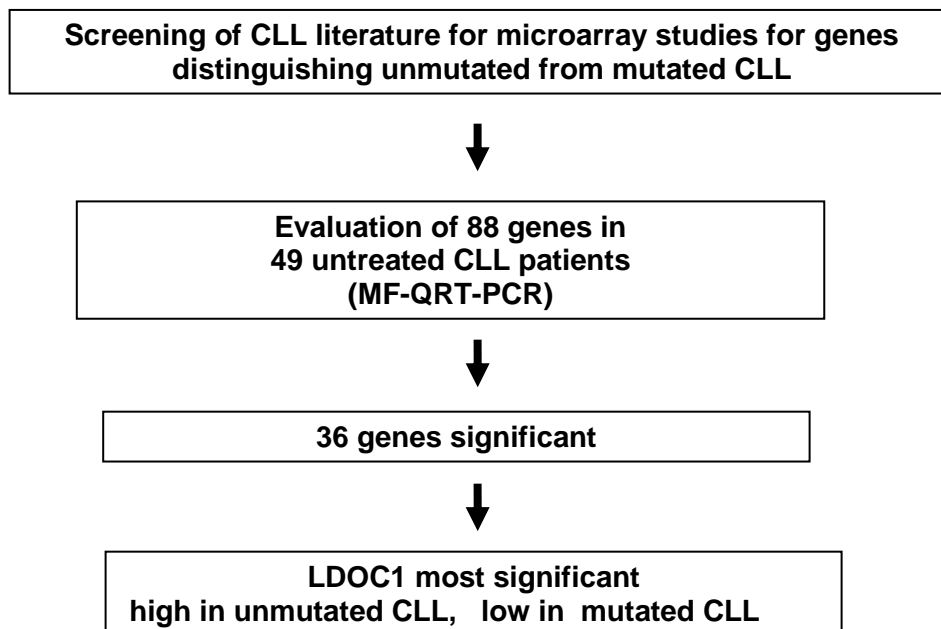 Screening of CLL literature for microarray studies for genes
distinguishing unmutated from mutated CLL
Evaluation of 88 genes in
49 untreated CLL patients
(MF-QRT-PCR)
36 genes significant
LDOC1 most significant
high in unmutated CLL, low in mutated CLL